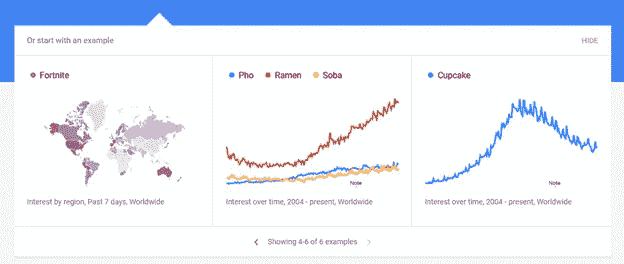 Or start with an example
HIDE
Fortnite
Pho Ramen Soba
Cupcake
Note
Note
Interest by region, Past 7 days, Worldwide
Interest over time, 2004 - present, Worldwide
Interest over time, 2004 - present, Worldwide
Showing 4-6 of 6 examples